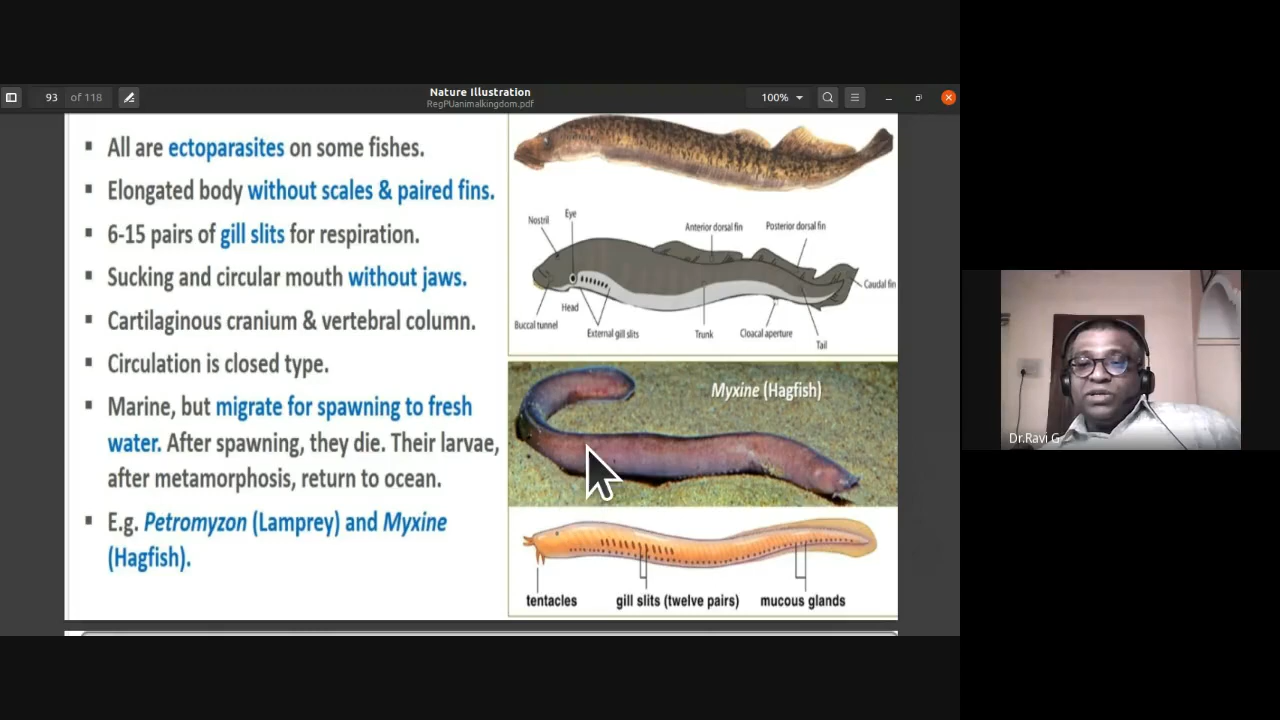 93 of 118
Nature Illustration
RegPUanimalkingdom.pdf
100%
▪ All are ectoparasites on some fishes.
▪ Elongated body without scales & paired fins.
▪ 6-15 pairs of gill slits for respiration.
▪ Sucking and circular mouth without jaws.
▪ Cartilaginous cranium & vertebral column.
▪ Circulation is closed type.
▪ Marine, but migrate for spawning to fresh
water. After spawning, they die. Their larvae,
after metamorphosis, return to ocean.
▪ E.g. Petromyzon (Lamprey) and Myxine
(Hagfish).
Nostril
Eye
Anterior dorsal fin
Posterior dorsal fin
Caudal fin
Head
Buccal tunnel
External gill slits
Trunk
Cloacal aperture
Tail
Myxine (Hagfish)
tentacles
gill slits (twelve pairs)
mucous glands
Dr.Ravi G